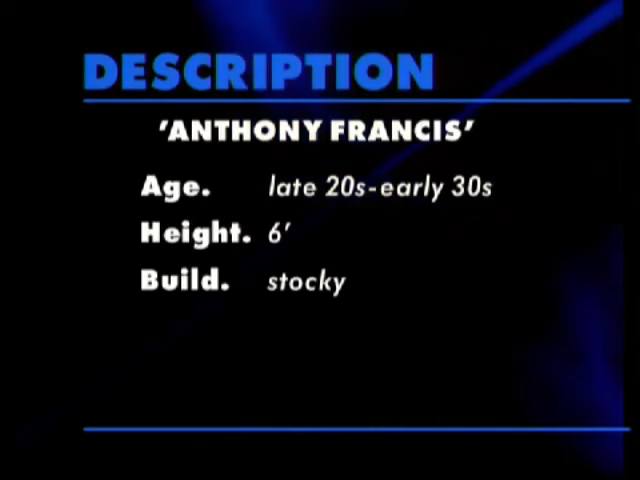 DESCRIPTION
'ANTHONY FRANCIS'
Age. late 20s-early 30s
Height. 6'
Build. stocky